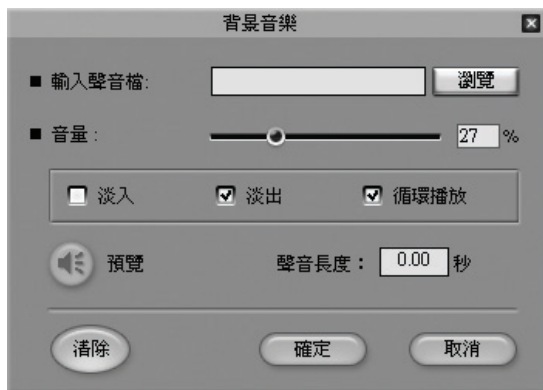 背景音樂
■ 輸入聲音檔: 瀏覽
■ 音量: 27 %
淡入 淡出 循環播放
預覽 聲音長度： 0.00 秒
清除 確定 取消